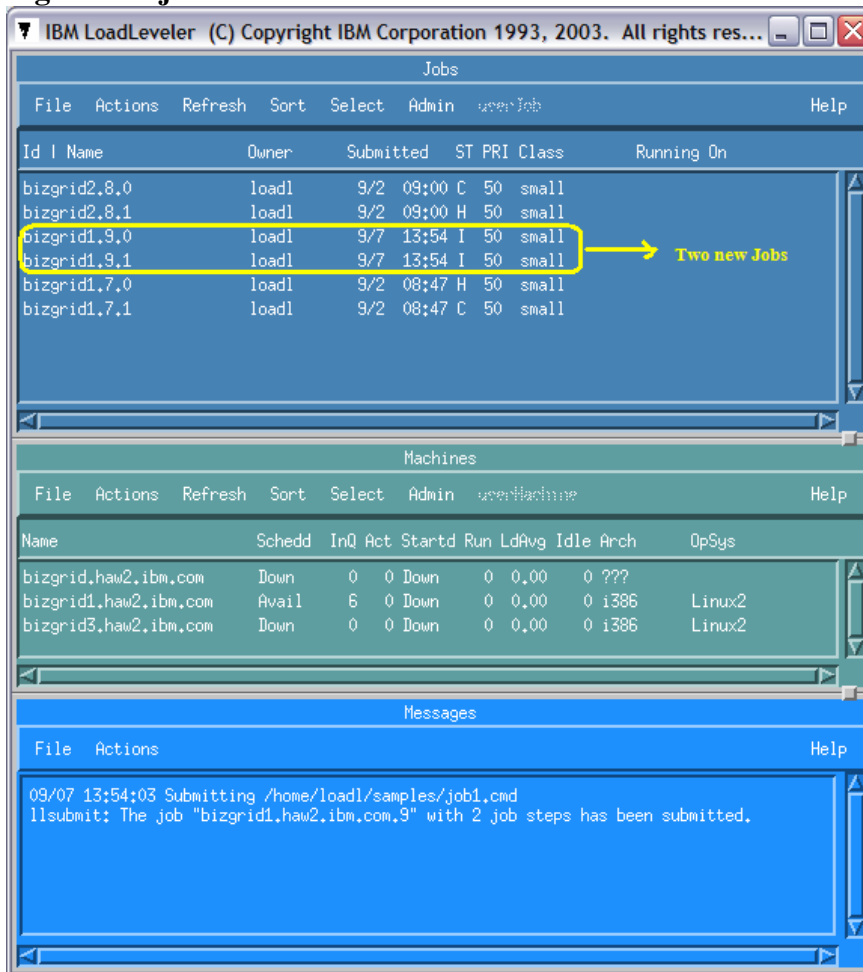 IBM LoadLeveler (C) Copyright IBM Corporation 1993, 2003. All rights res...
Jobs
File Actions Refresh Sort Select Admin userJob Help
Id | Name Owner Submitted ST PRI Class Running On
bizgrid2.8.0 loadl 9/2 09:00 C 50 small
bizgrid2.8.1 loadl 9/2 09:00 H 50 small
bizgrid1.9.0 loadl 9/7 13:54 I 50 small
bizgrid1.9.1 loadl 9/7 13:54 I 50 small
Two new Jobs
bizgrid1.7.0 loadl 9/2 08:47 H 50 small
bizgrid1.7.1 loadl 9/2 08:47 C 50 small
Machines
File Actions Refresh Sort Select Admin userMachine Help
Name Schedd InQ Act Startd Run LdAvg Idle Arch OpSys
bizgrid.haw2.ibm.com Down 0 0 Down 0 0.00 0 ???
bizgrid1.haw2.ibm.com Avail 6 0 Down 0 0.00 0 i386 Linux2
bizgrid3.haw2.ibm.com Down 0 0 Down 0 0.00 0 i386 Linux2
Messages
File Actions Help
09/07 13:54:03 Submitting /home/loadl/samples/job1.cmd
llsubmit: The job "bizgrid1.haw2.ibm.com.9" with 2 job steps has been submitted.